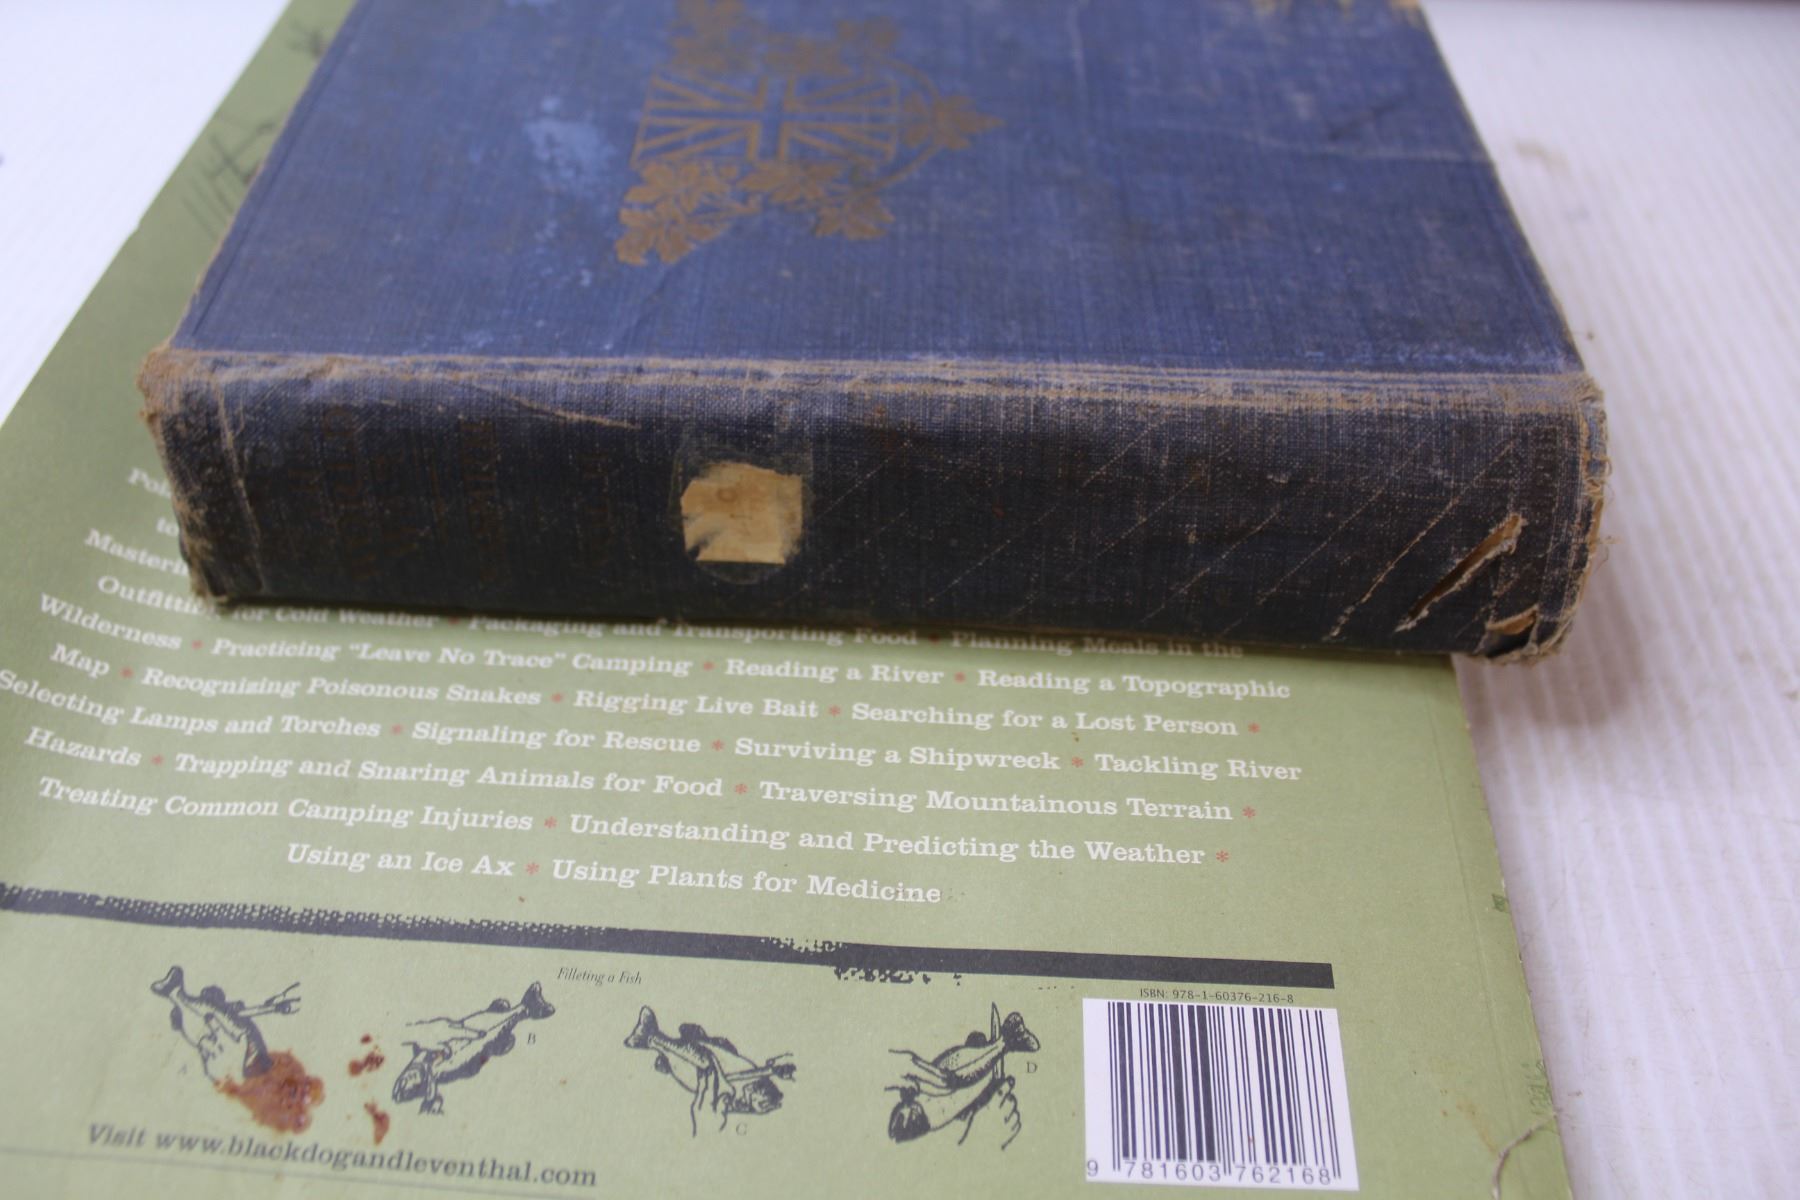 Outfitting for Cold Weather * Packaging and Transporting Food * Planning Meals in the
Wilderness * Practicing “Leave No Trace” Camping * Reading a River * Reading a Topographic
Map * Recognizing Poisonous Snakes * Rigging Live Bait * Searching for a Lost Person *
Selecting Lamps and Torches * Signaling for Rescue * Surviving a Shipwreck * Tackling River
Hazards * Trapping and Snaring Animals for Food * Traversing Mountainous Terrain *
Treating Common Camping Injuries * Understanding and Predicting the Weather *
Using an Ice Ax * Using Plants for Medicine
Filleting a Fish
A
B
C
D
ISBN: 978-1-60376-216-8
9 781603 762168
Visit www.blackdogandleventhal.com